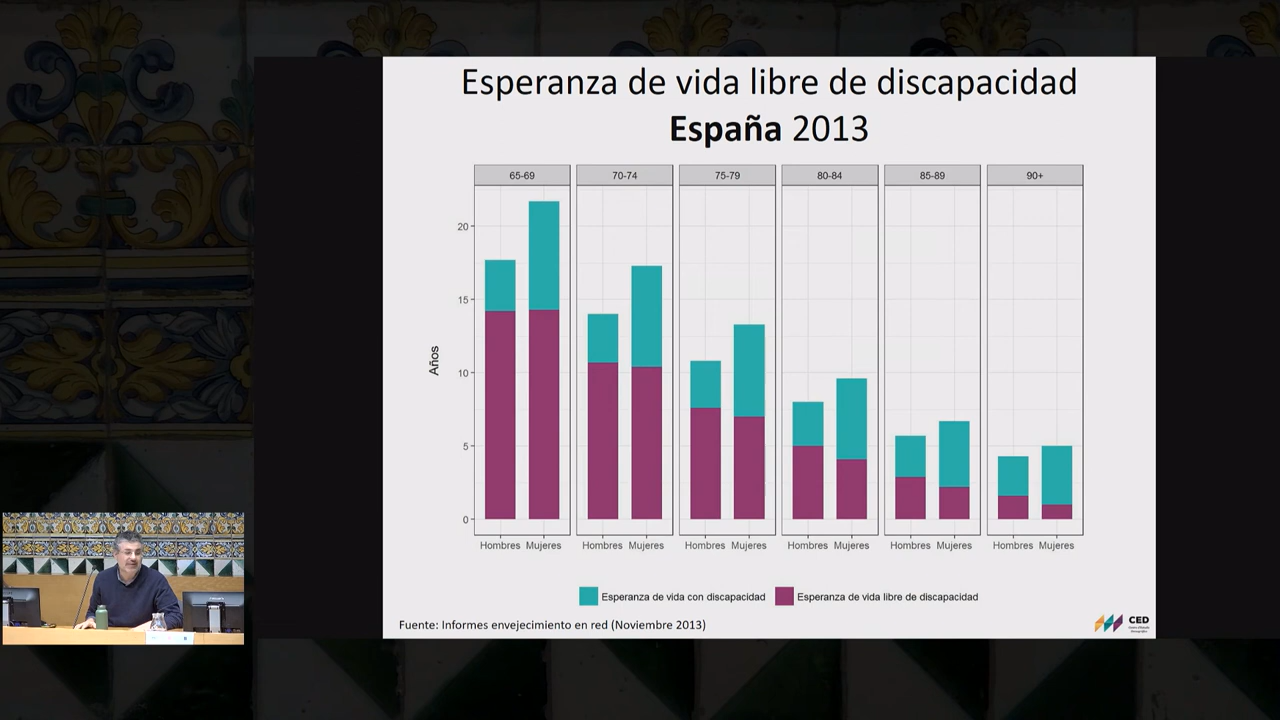 Esperanza de vida libre de discapacidad
España 2013
65-69 70-74 75-79 80-84 85-89 90+
Años
20
15
10
5
0
Hombres Mujeres Hombres Mujeres Hombres Mujeres Hombres Mujeres Hombres Mujeres Hombres Mujeres
Esperanza de vida con discapacidad Esperanza de vida libre de discapacidad
Fuente: Informes envejecimiento en red (Noviembre 2013)
CED